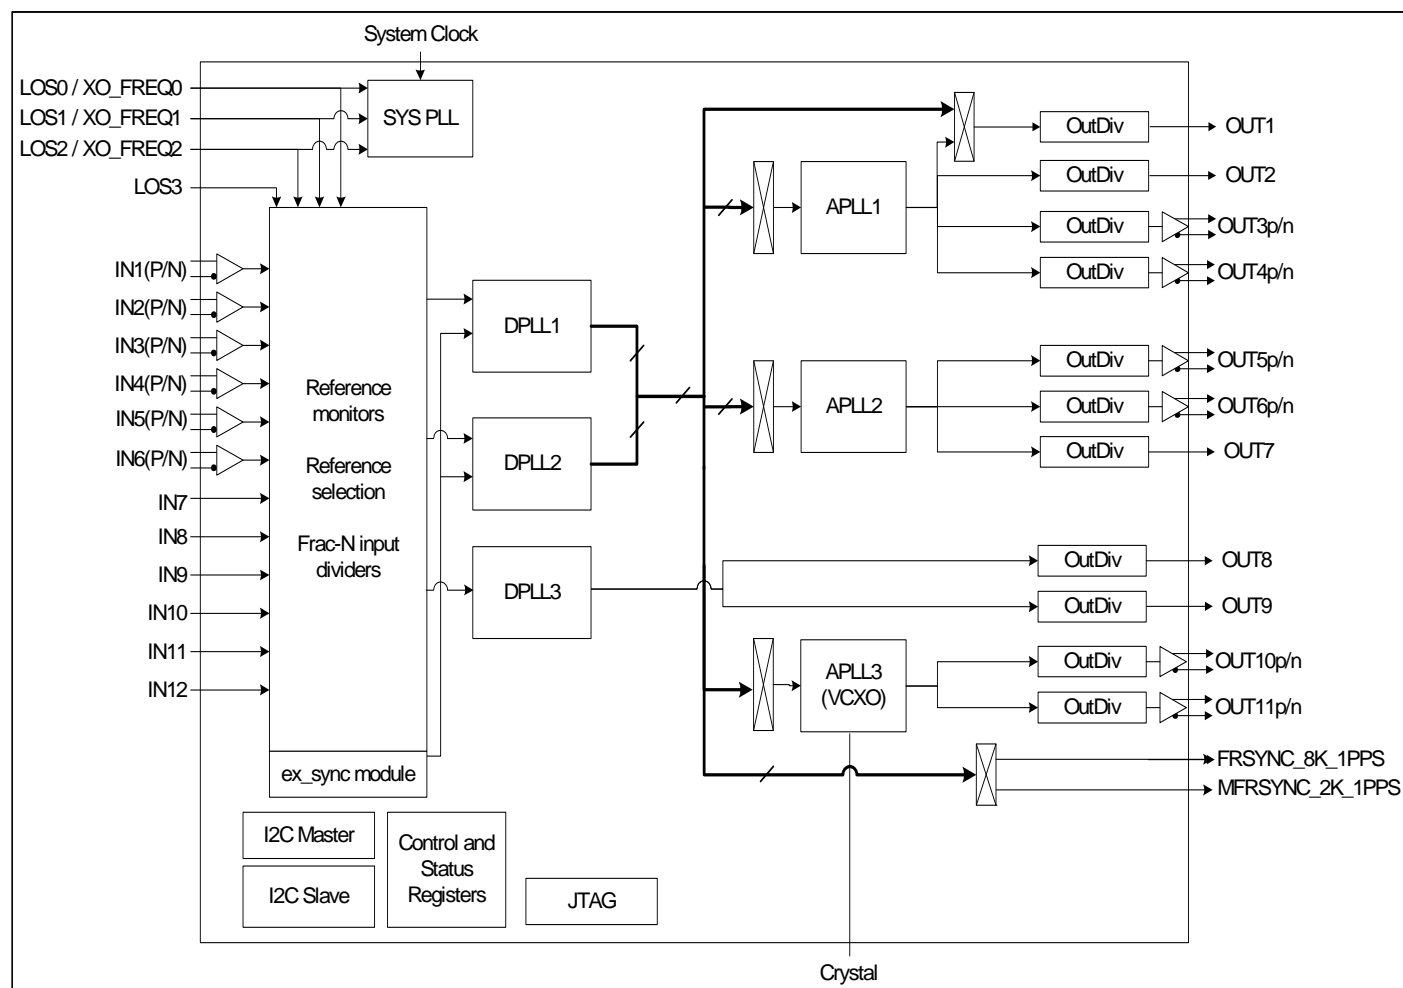 System Clock
LOS0 / XO_FREQ0
LOS1 / XO_FREQ1
LOS2 / XO_FREQ2
LOS3
SYS PLL
IN1(P/N)
IN2(P/N)
IN3(P/N)
IN4(P/N)
IN5(P/N)
IN6(P/N)
IN7
IN8
IN9
IN10
IN11
IN12
Reference
monitors
Reference
selection
Frac-N input
dividers
ex_sync module
DPLL1
DPLL2
DPLL3
APLL1
APLL2
APLL3
(VCXO)
OutDiv
OUT1
OutDiv
OUT2
OutDiv
OUT3p/n
OutDiv
OUT4p/n
OutDiv
OUT5p/n
OutDiv
OUT6p/n
OutDiv
OUT7
OutDiv
OUT8
OutDiv
OUT9
OutDiv
OUT10p/n
OutDiv
OUT11p/n
FRSYNC_8K_1PPS
MFRSYNC_2K_1PPS
I2C Master
I2C Slave
Control and
Status
Registers
JTAG
Crystal